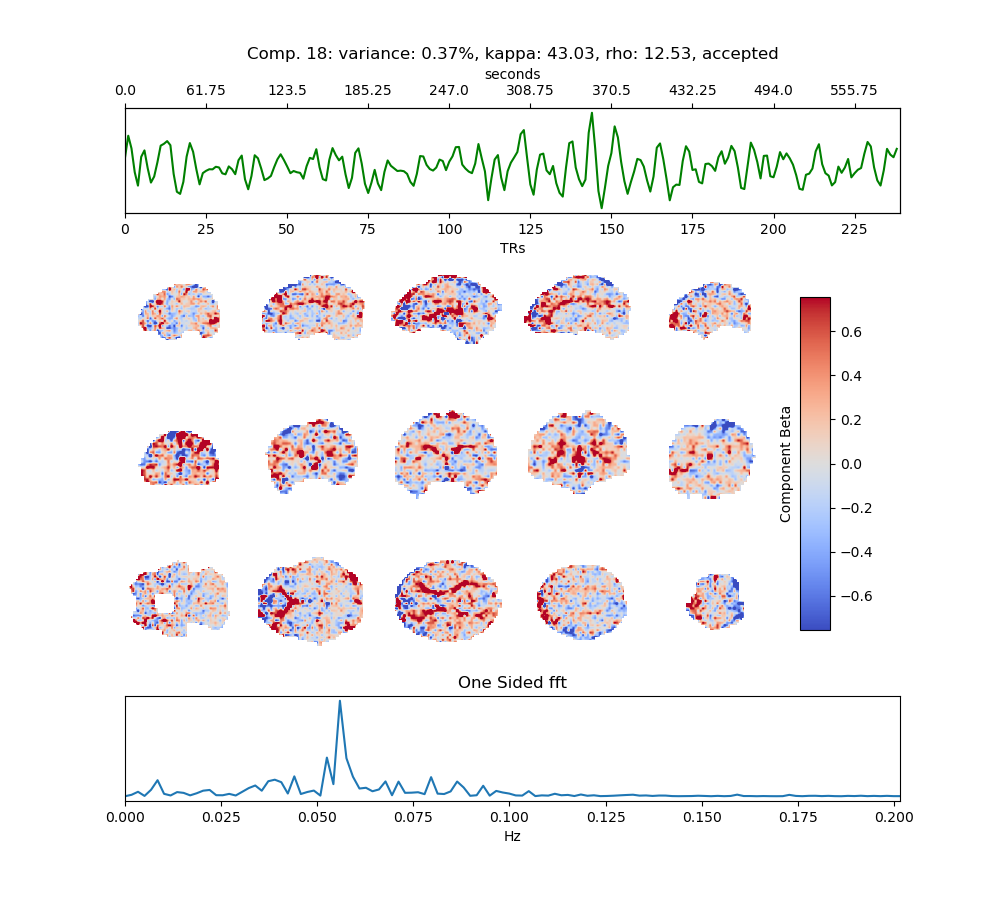 Comp. 18: variance: 0.37%, kappa: 43.03, rho: 12.53, accepted
seconds
0.0 61.75 123.5 185.25 247.0 308.75 370.5 432.25 494.0 555.75
0 25 50 75 100 125 150 175 200 225
TRs
Component Beta
0.6
0.4
0.2
0.0
−0.2
−0.4
−0.6
One Sided fft
0.000 0.025 0.050 0.075 0.100 0.125 0.150 0.175 0.200
Hz